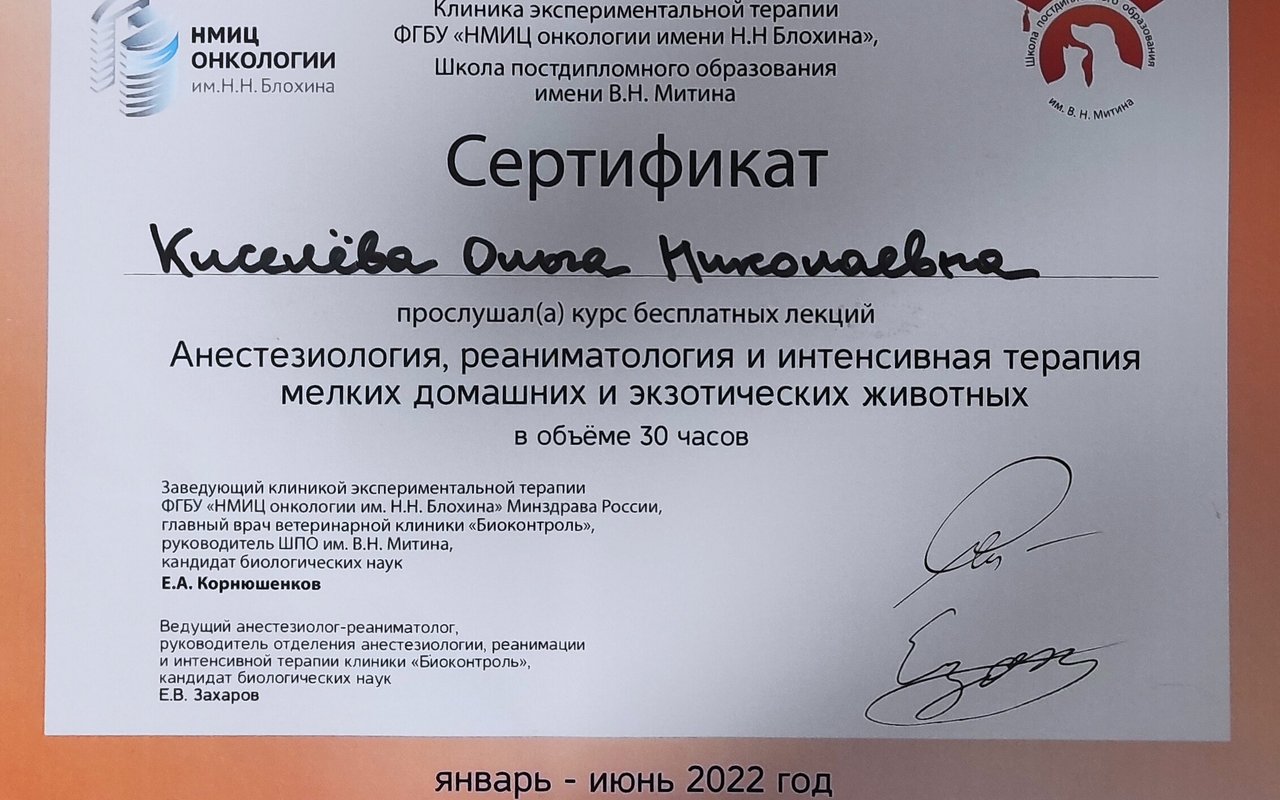 НМИЦ
ОНКОЛОГИИ
им.Н.Н. Блохина
Клиника экспериментальной терапии
ФГБУ «НМИЦ онкологии имени Н.Н Блохина»,
Школа постдипломного образования
имени В.Н. Митина
Школа постдипломного образования
им. В. Н. Митина
Сертификат
Киселёва Ольга Николаевна
прослушал(а) курс бесплатных лекций
Анестезиология, реаниматология и интенсивная терапия
мелких домашних и экзотических животных
в объёме 30 часов
Заведующий клиникой экспериментальной терапии
ФГБУ «НМИЦ онкологии им. Н.Н. Блохина» Минздрава России,
главный врач ветеринарной клиники «Биоконтроль»,
руководитель ШПО им. В.Н. Митина,
кандидат биологических наук
Е.А. Корнюшенков
Ведущий анестезиолог-реаниматолог,
руководитель отделения анестезиологии, реанимации
и интенсивной терапии клиники «Биоконтроль»,
кандидат биологических наук
Е.В. Захаров
январь - июнь 2022 год